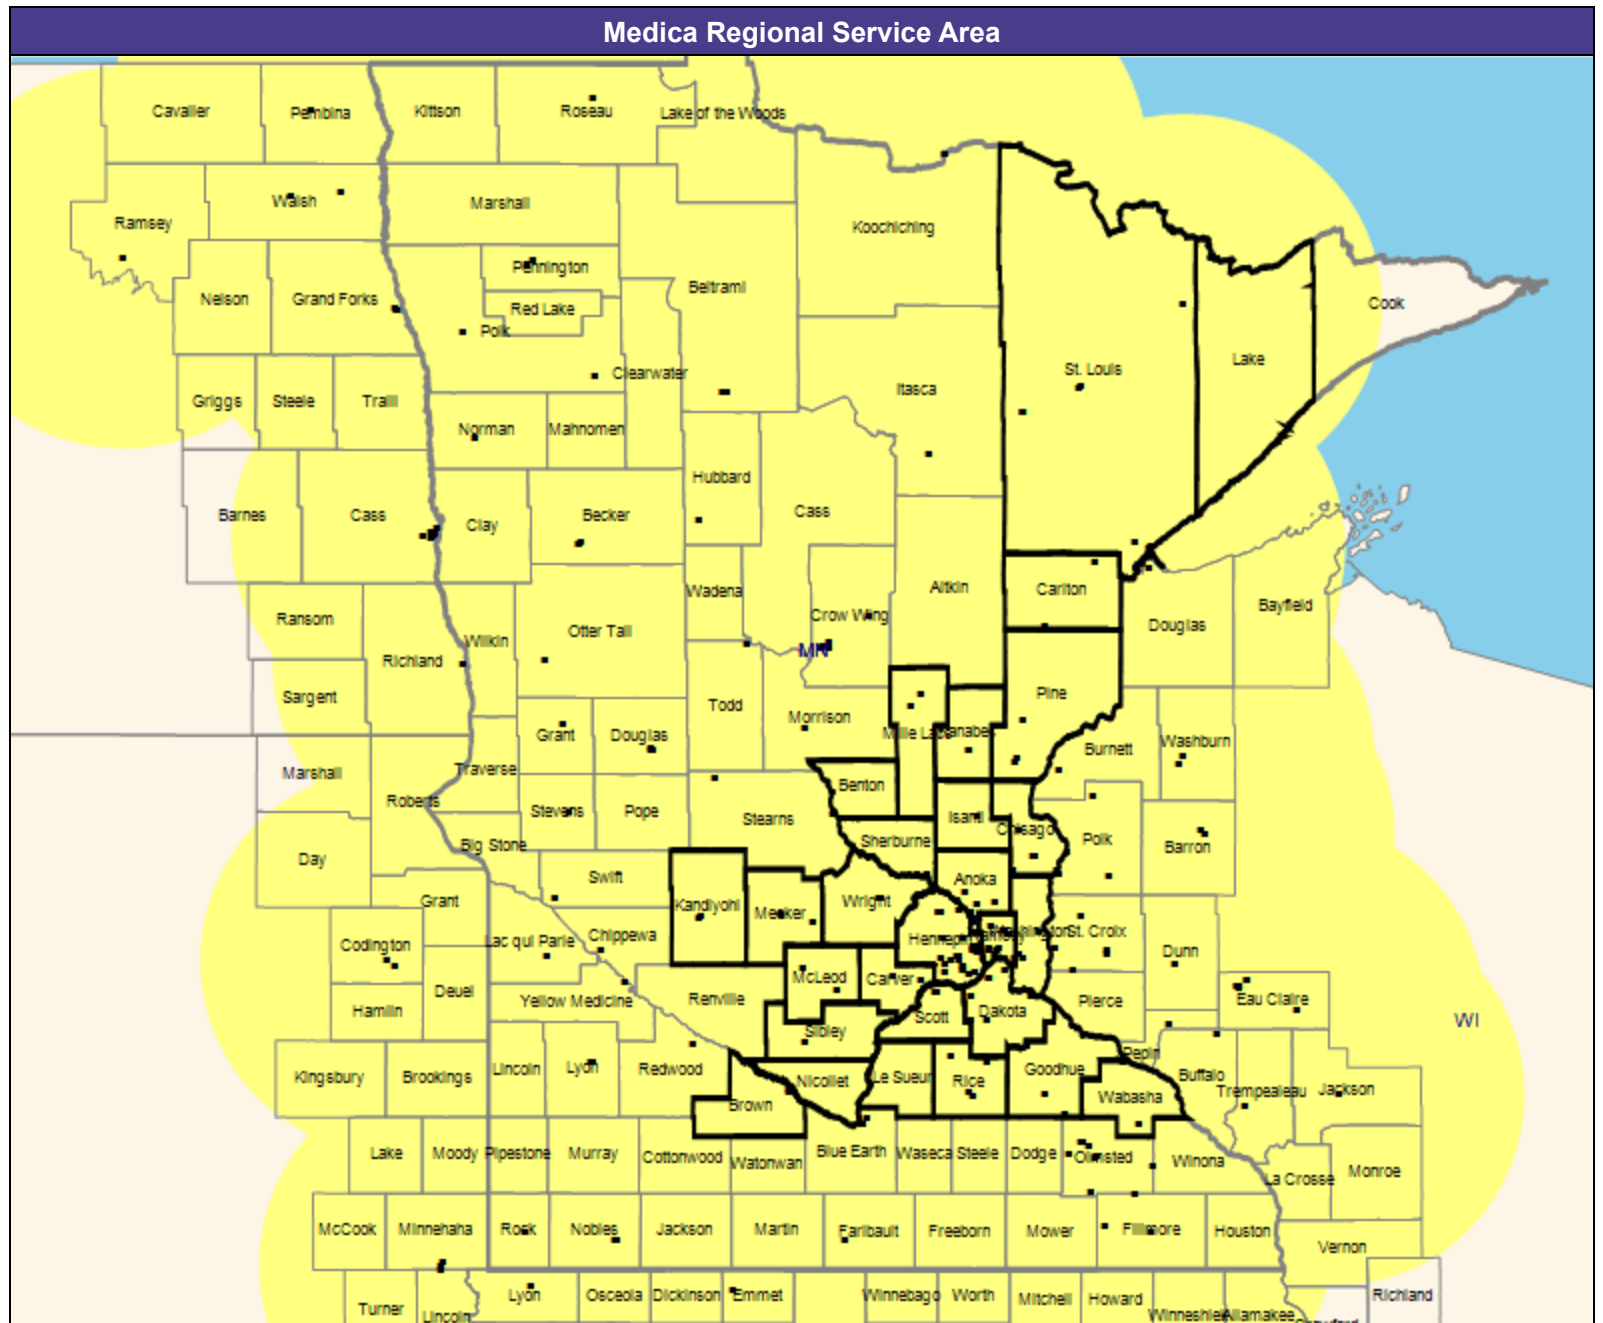 Medica Regional Service Area
Cavalier
Pembina
Kittson
Roseau
Lake of the Woods
Walsh
Marshall
Ramsey
Koochiching
Pennington
Beltrami
Nelson
Grand Forks
Red Lake
Polk
Cook
Lake
St. Louis
Clearwater
Itasca
Griggs
Steele
Traill
Norman
Mahnomen
Hubbard
Cass
Barnes
Cass
Clay
Becker
Aitkin
Carlton
Wadena
Crow Wing
Bayfield
Douglas
Ransom
Otter Tail
Wilkin
MN
Richland
Sargent
Todd
Morrison
Pine
Grant
Douglas
Mille Lacs
Kanabec
Burnett
Washburn
Marshall
Traverse
Benton
Roberts
Stevens
Pope
Stearns
Isanti
Chisago
Polk
Barron
Big Stone
Sherburne
Day
Swift
Anoka
Grant
Kandiyohi
Meeker
Wright
Codington
Lac qui Parle
Chippewa
Hennepin
Ramsey
Washington
St. Croix
Dunn
McLeod
Carver
Deuel
Yellow Medicine
Renville
Pierce
Eau Claire
Hamlin
Scott
Dakota
WI
Sibley
Pepin
Kingsbury
Brookings
Lincoln
Lyon
Redwood
Nicollet
Le Sueur
Rice
Goodhue
Buffalo
Trempealeau
Jackson
Brown
Wabasha
Lake
Moody
Pipestone
Murray
Cottonwood
Watonwan
Blue Earth
Waseca
Steele
Dodge
Olmsted
Winona
La Crosse
Monroe
McCook
Minnehaha
Rock
Nobles
Jackson
Martin
Faribault
Freeborn
Mower
Fillmore
Houston
Vernon
Turner
Lincoln
Lyon
Osceola
Dickinson
Emmet
Winnebago
Worth
Mitchell
Howard
Winneshiek
Allamakee
Crawford
Richland